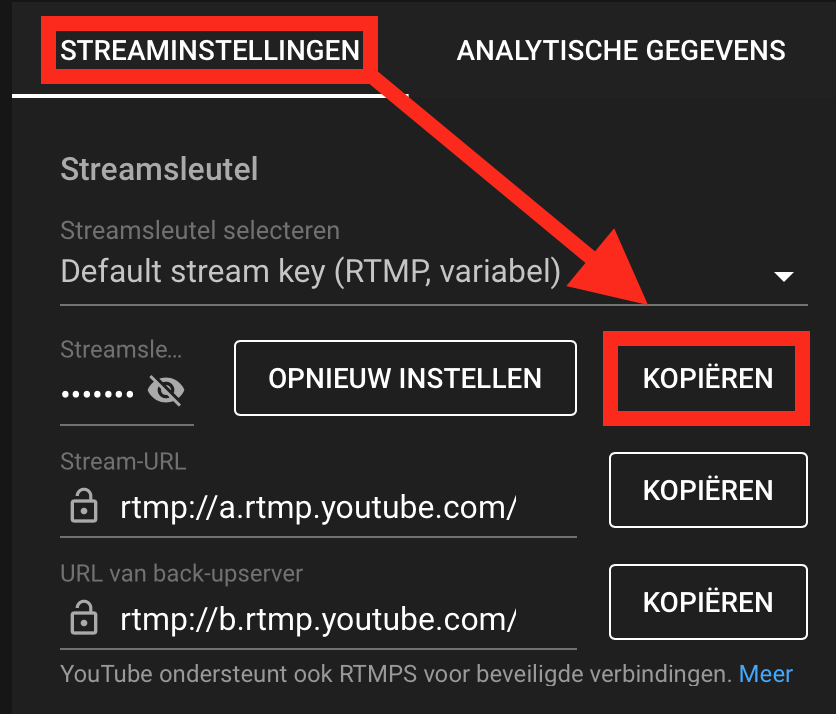 STREAMINSTELLINGEN ANALYTISCHE GEGEVENS
Streamsleutel
Streamsleutel selecteren
Default stream key (RTMP, variabel)
Streamsle...
••••••• OPNIEUW INSTELLEN KOPIËREN
Stream-URL
rtmp://a.rtmp.youtube.com/ KOPIËREN
URL van back-upserver
rtmp://b.rtmp.youtube.com/ KOPIËREN
YouTube ondersteunt ook RTMPS voor beveiligde verbindingen. Meer